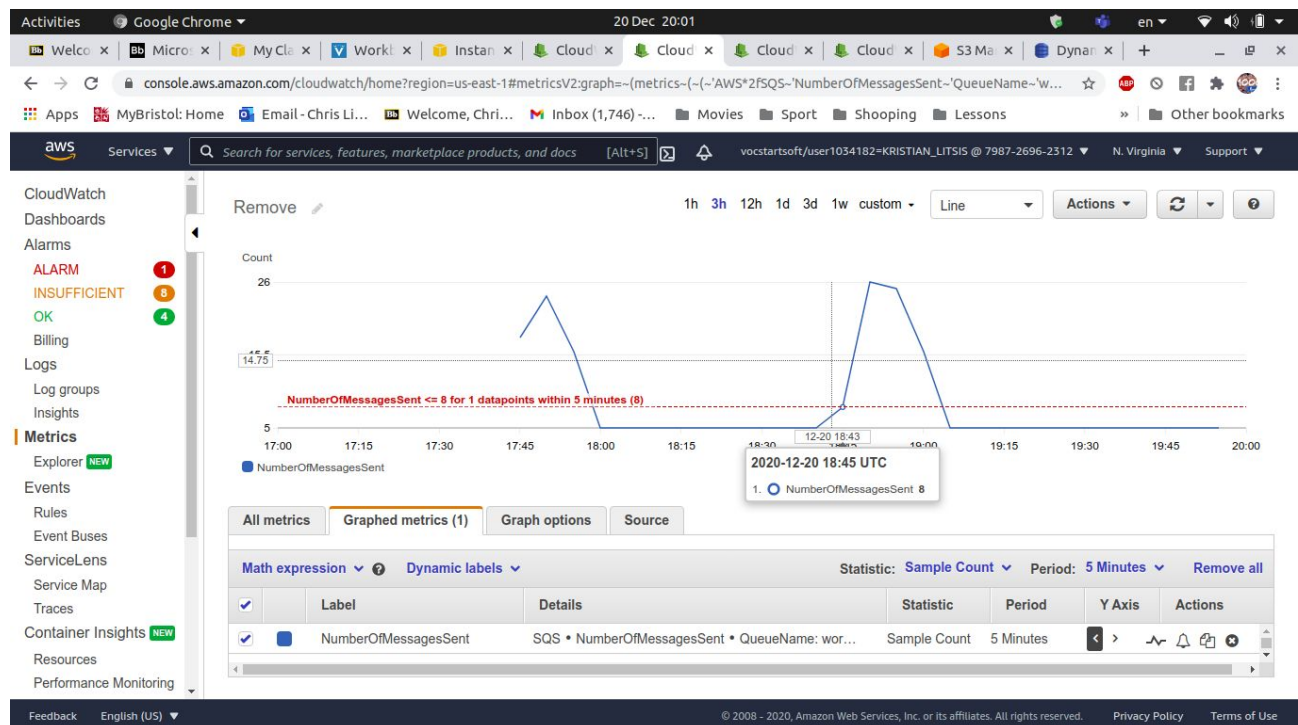 Activities Google Chrome 20 Dec 20:01 en
Welco Micros My Cla Workb Instan Cloud Cloud Cloud Cloud S3 Ma Dynam
console.aws.amazon.com/cloudwatch/home?region=us-east-1#metricsV2:graph=~(metrics~(~(~'AWS*2fSQS~'NumberOfMessagesSent~'QueueName~'w...
Apps MyBristol: Home Email - Chris Li... Welcome, Chri... Inbox (1,746) -... Movies Sport Shooping Lessons » Other bookmarks
aws Services Search for services, features, marketplace products, and docs [Alt+S] vocstartsoft/user1034182=KRISTIAN_LITSIS @ 7987-2696-2312 N. Virginia Support
CloudWatch
Dashboards
Alarms
ALARM 1
INSUFFICIENT 8
OK 4
Billing
Logs
Log groups
Insights
Metrics
Explorer NEW
Events
Rules
Event Buses
ServiceLens
Service Map
Traces
Container Insights NEW
Resources
Performance Monitoring
Remove 1h 3h 12h 1d 3d 1w custom Line Actions
Count
26
14.75
NumberOfMessagesSent <= 8 for 1 datapoints within 5 minutes (8)
5
12-20 18:43
17:00 17:15 17:30 17:45 18:00 18:15 18:30 18:45 19:00 19:15 19:30 19:45 20:00
NumberOfMessagesSent
2020-12-20 18:45 UTC
1. NumberOfMessagesSent 8
All metrics Graphed metrics (1) Graph options Source
Math expression Dynamic labels Statistic: Sample Count Period: 5 Minutes Remove all
Label Details Statistic Period Y Axis Actions
NumberOfMessagesSent SQS • NumberOfMessagesSent • QueueName: wor... Sample Count 5 Minutes < >
Feedback English (US) © 2008 - 2020, Amazon Web Services, Inc. or its affiliates. All rights reserved. Privacy Policy Terms of Use